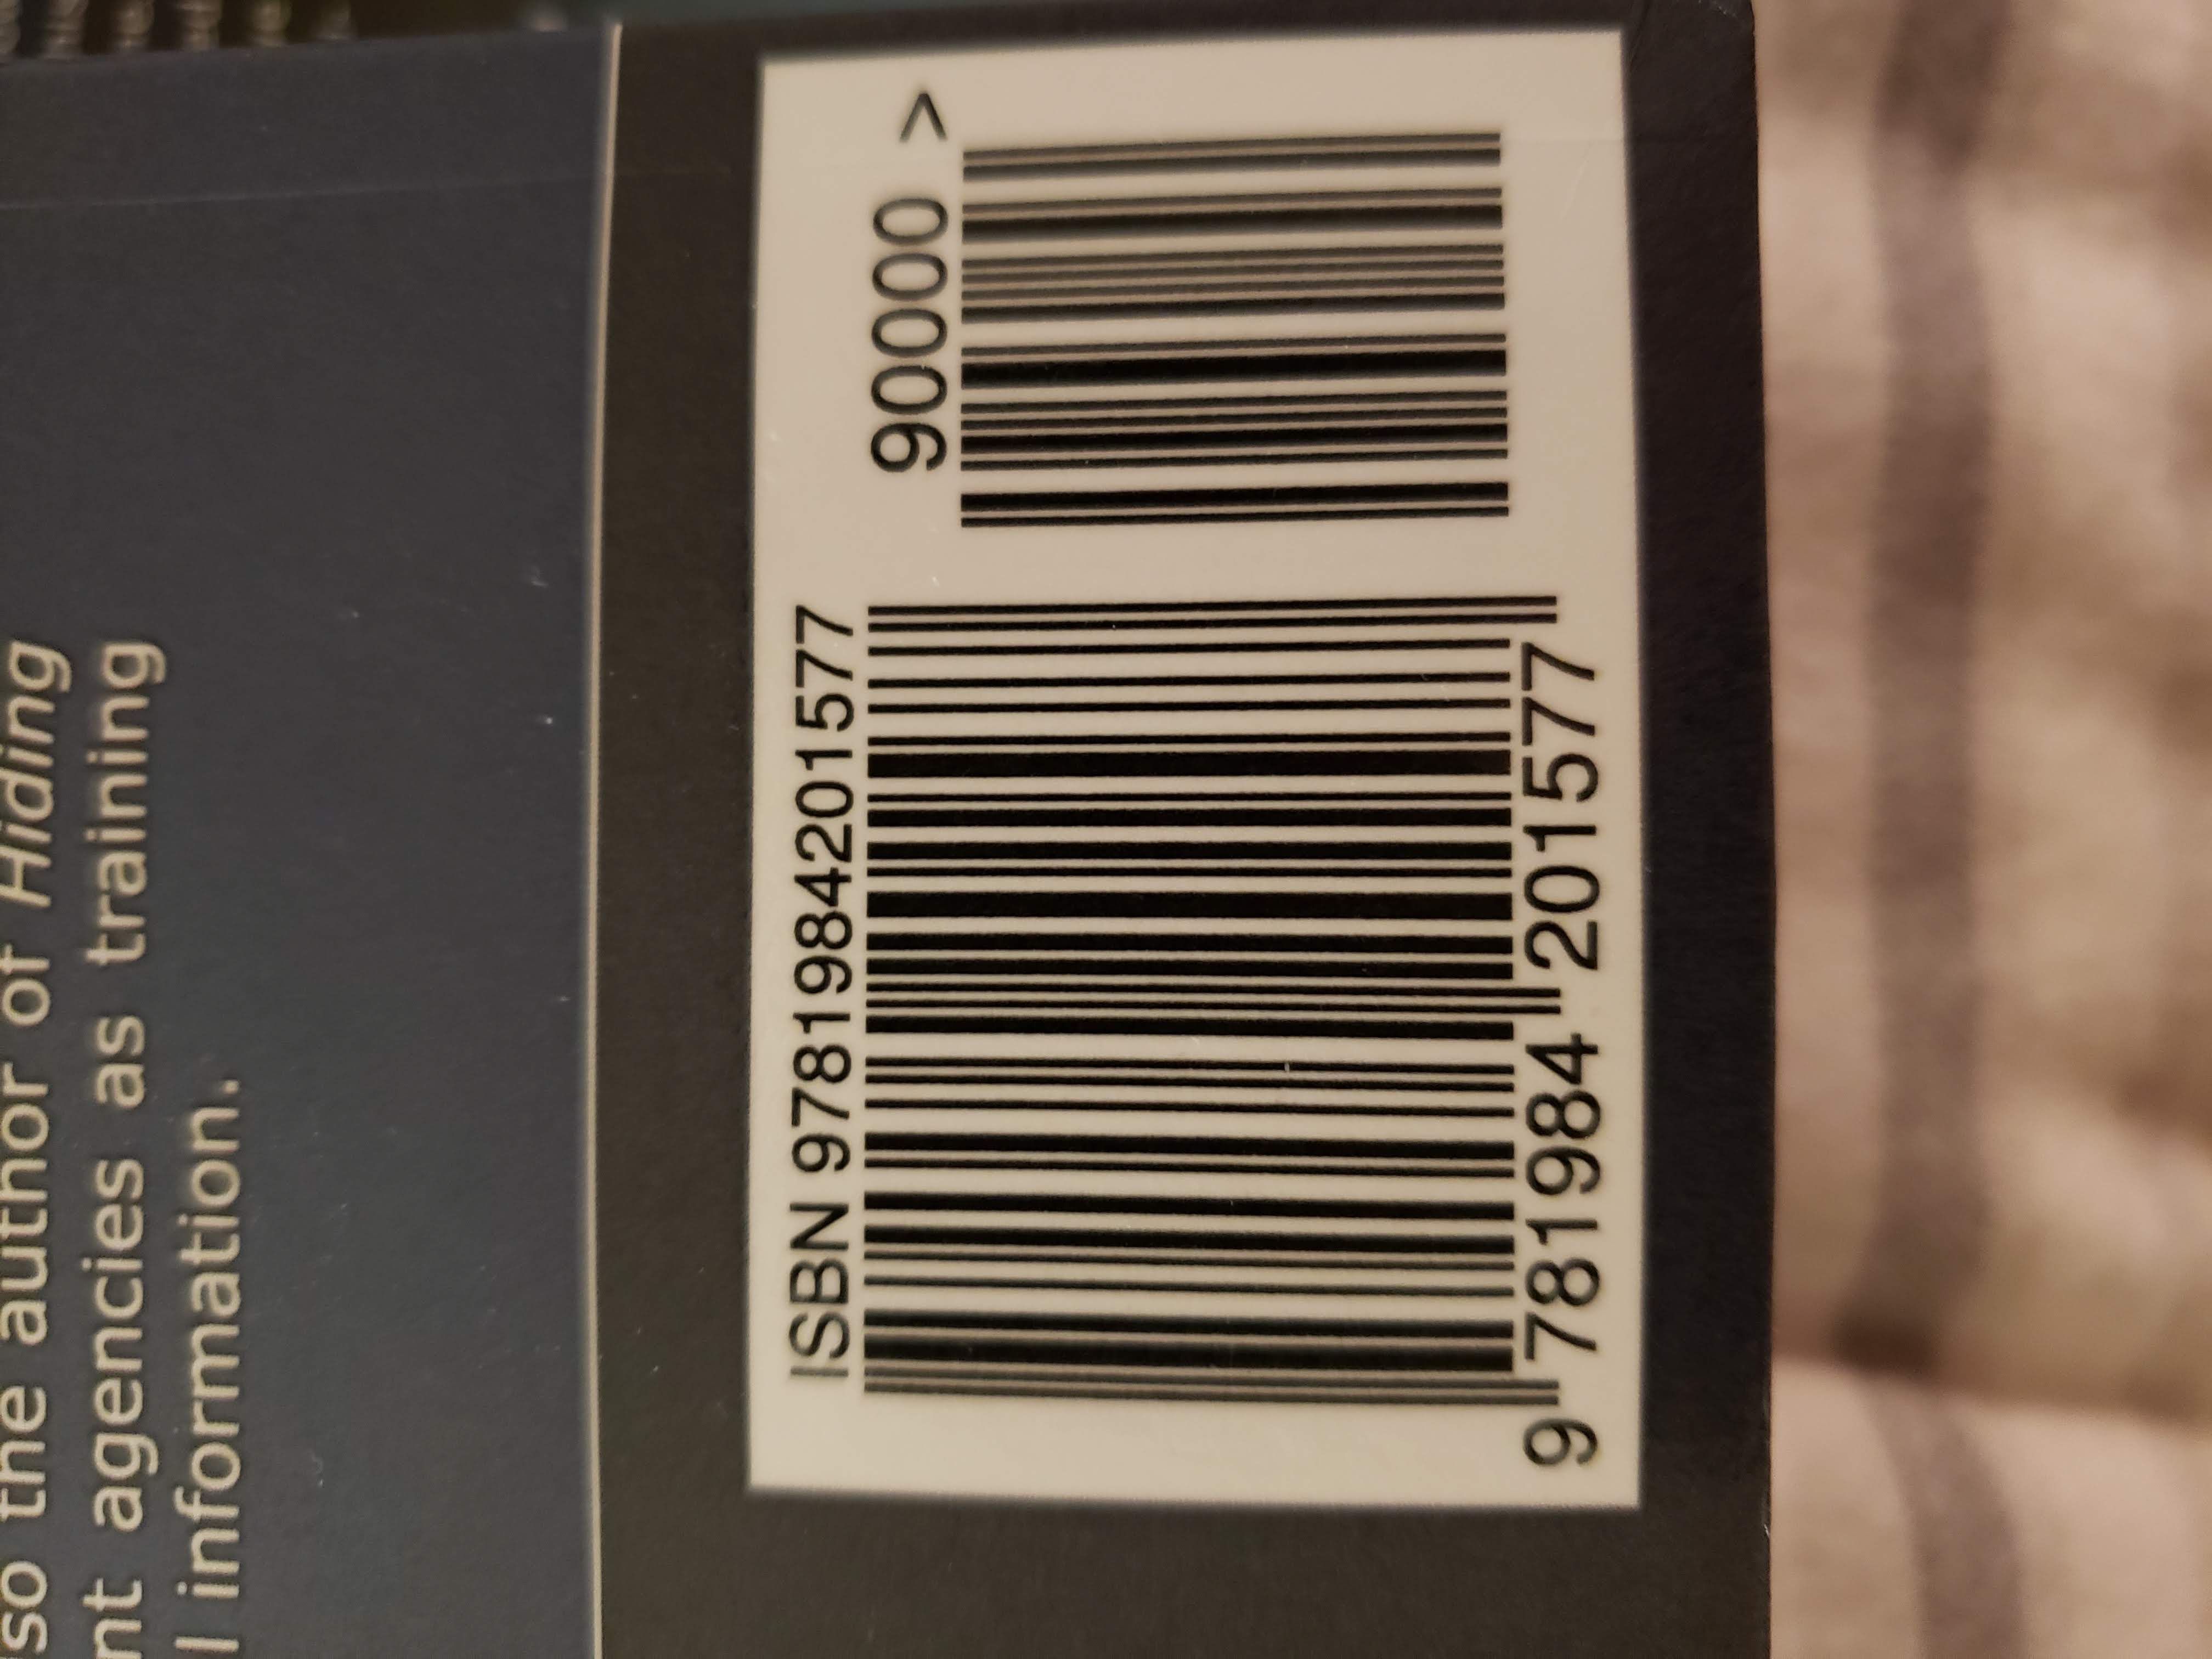 so the author of Hiding
nt agencies as training
l information.
ISBN 9781984201577
90000 >
9 781984 201577